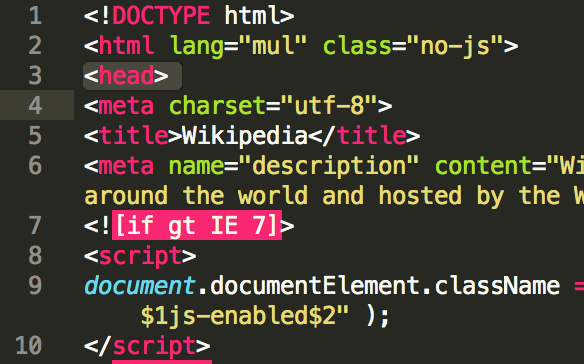 1 <!DOCTYPE html>
2 <html lang="mul" class="no-js">
3 <head>
4 <meta charset="utf-8">
5 <title>Wikipedia</title>
6 <meta name="description" content="Wi
around the world and hosted by the W
7 <![if gt IE 7]>
8 <script>
9 document.documentElement.className =
$1js-enabled$2" );
10 </script>